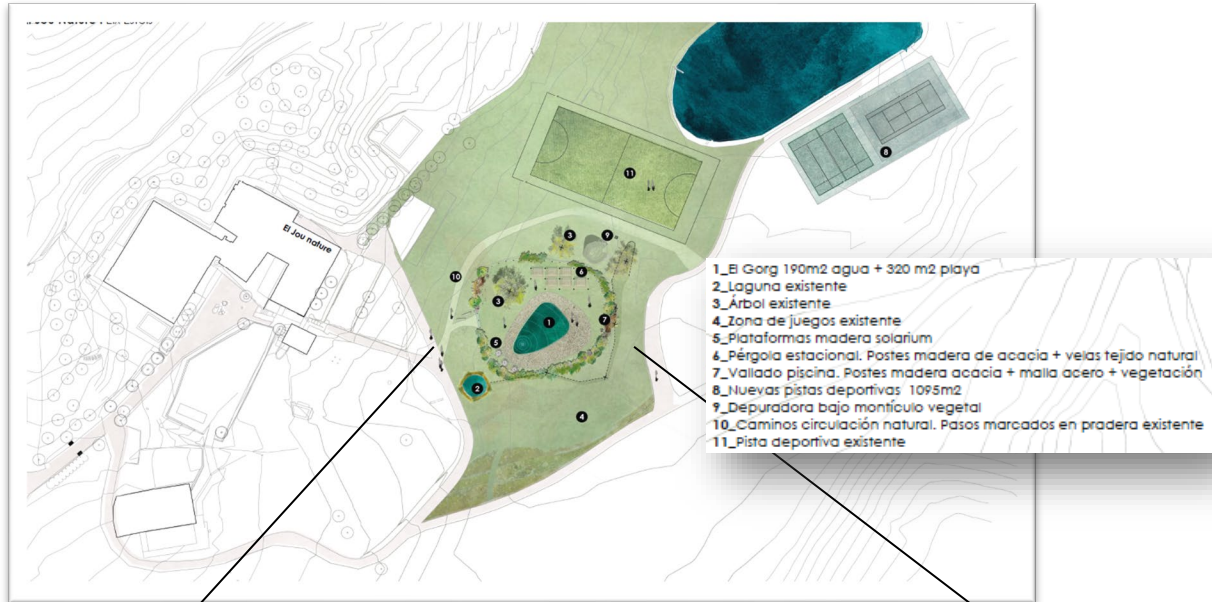 El Jou nature
11
8
3
9
10
6
3
1
7
5
2
4
1_El Gorg 190m2 agua + 320 m2 playa
2_Laguna existente
3_Árbol existente
4_Zona de juegos existente
5_Plataformas madera solarium
6_Pérgola estacional. Postes madera de acacia + velas tejido natural
7_Vallado piscina. Postes madera acacia + malla acero + vegetación
8_Nuevas pistas deportivas 1095m2
9_Depuradora bajo montículo vegetal
10_Caminos circulación natural. Pasos marcados en pradera existente
11_Pista deportiva existente